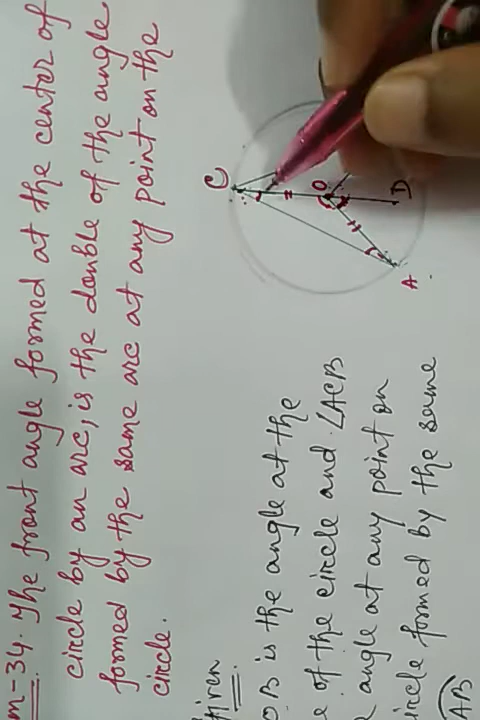 m-34. The front angle formed at the center of
circle by an arc, is the double of the angle
formed by the same arc at any point on the
circle.
Given
OB is the angle at the
e of the circle and ∠ACB
angle at any point on
ircle formed by the same
AB
C
O
D
A